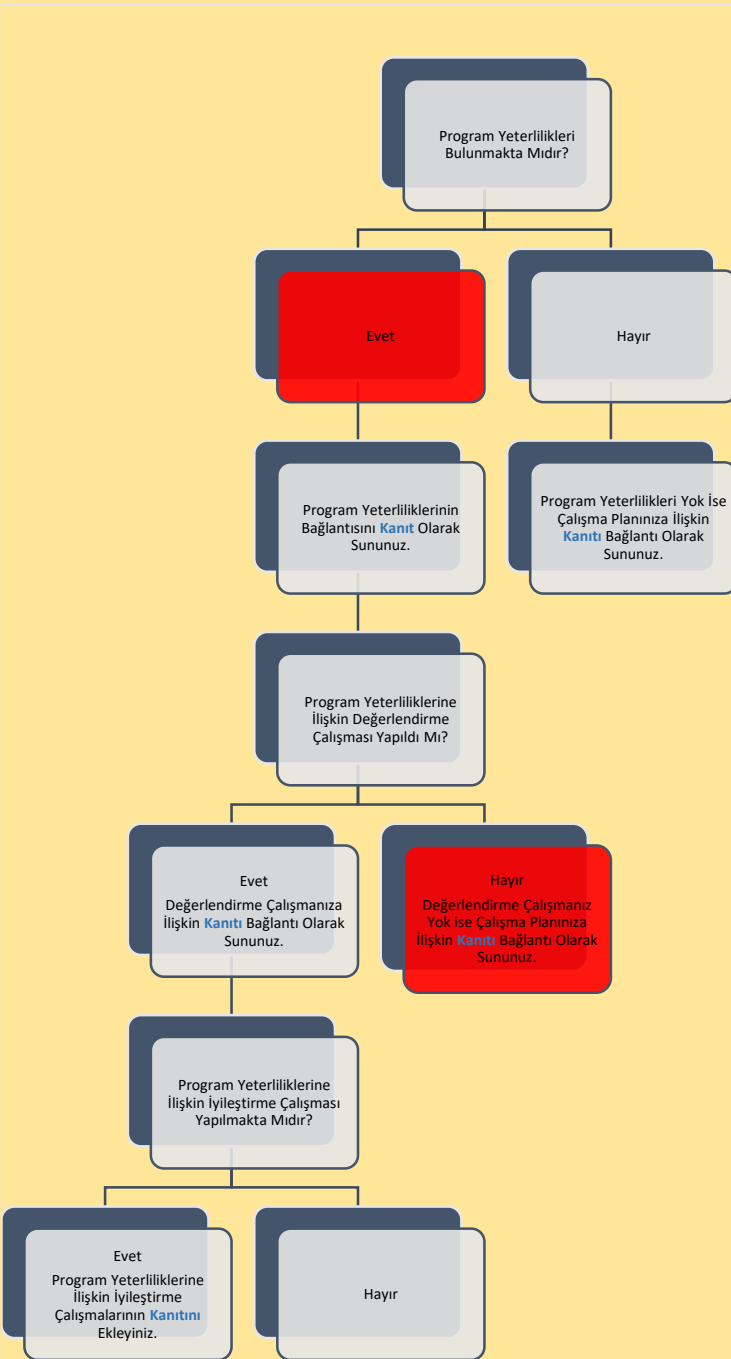 Program Yeterlilikleri
Bulunmakta Mıdır?
Evet
Hayır
Program Yeterliliklerinin
Bağlantısını Kanıt Olarak
Sununuz.
Program Yeterlilikleri Yok İse
Çalışma Planınıza İlişkin
Kanıtı Bağlantı Olarak
Sununuz.
Program Yeterliliklerine
İlişkin Değerlendirme
Çalışması Yapıldı Mı?
Evet
Değerlendirme Çalışmanıza
İlişkin Kanıtı Bağlantı Olarak
Sununuz.
Hayır
Değerlendirme Çalışmanız
Yok ise Çalışma Planınıza
İlişkin Kanıtı Bağlantı Olarak
Sununuz.
Program Yeterliliklerine
İlişkin İyileştirme Çalışması
Yapılmakta Mıdır?
Evet
Program Yeterliliklerine
İlişkin İyileştirme
Çalışmalarının Kanıtını
Ekleyiniz.
Hayır